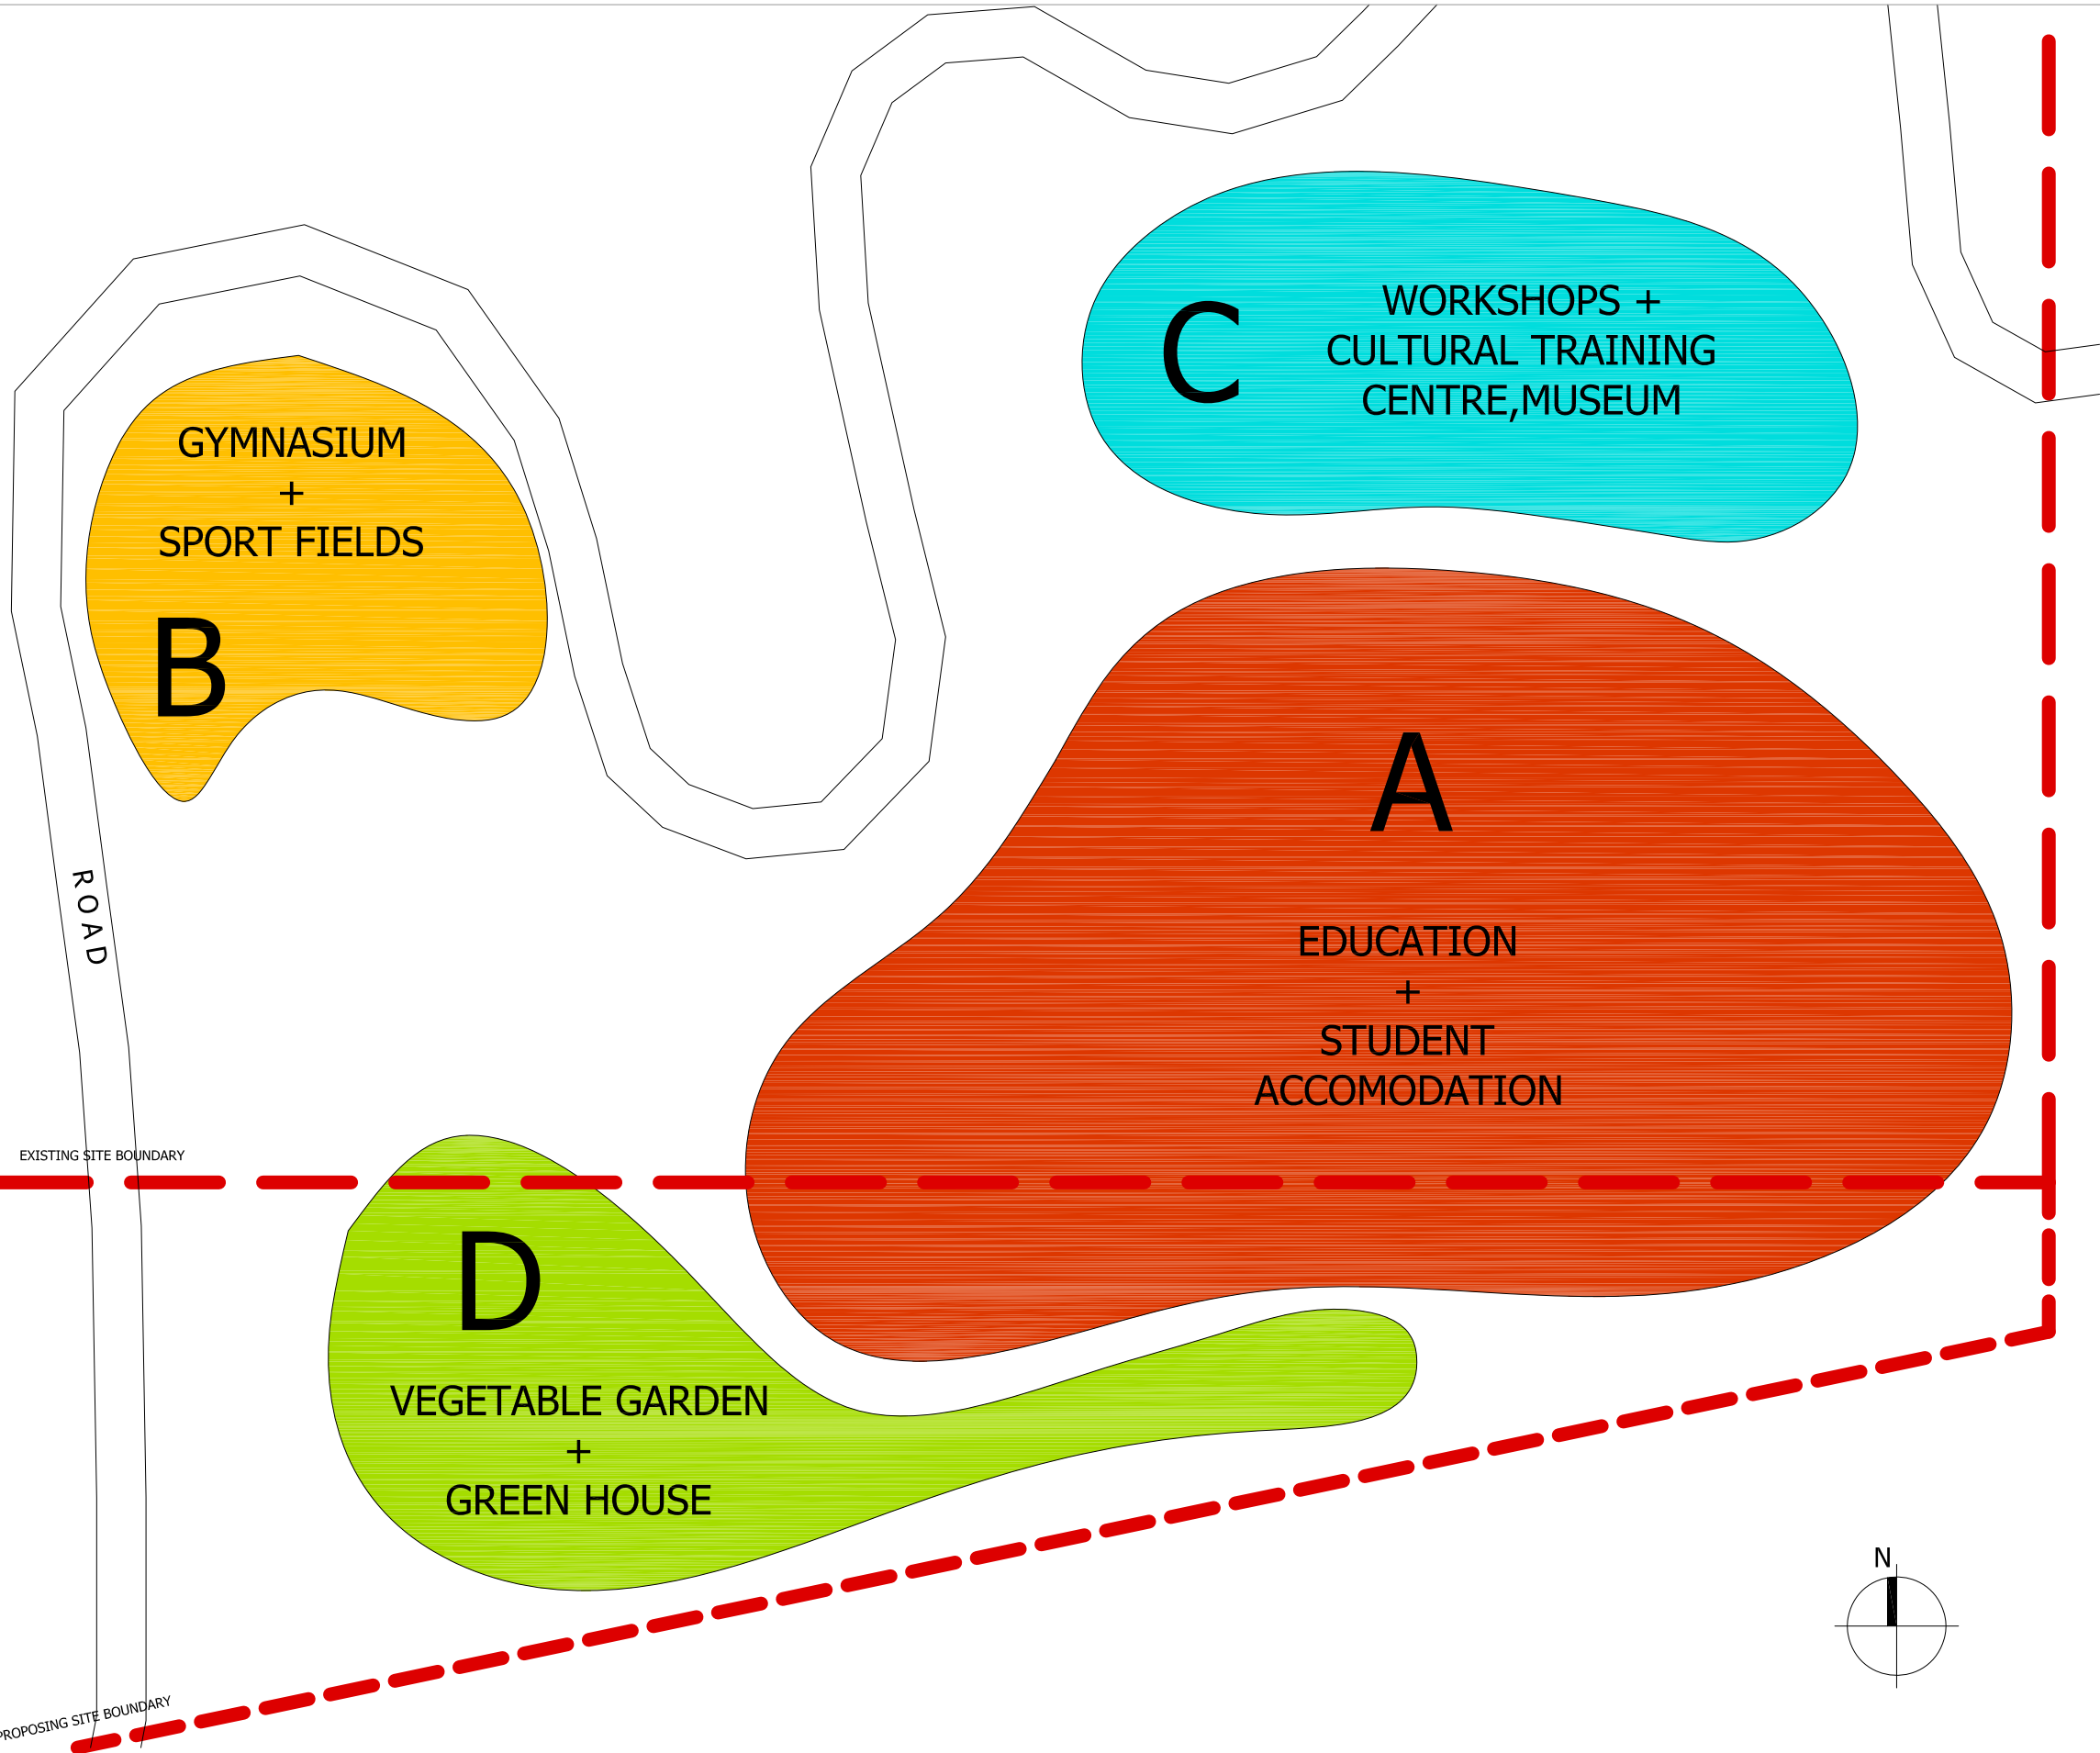 C
WORKSHOPS +
CULTURAL TRAINING
CENTRE,MUSEUM
GYMNASIUM
+
SPORT FIELDS
B
A
ROAD
EDUCATION
+
STUDENT
ACCOMODATION
EXISTING SITE BOUNDARY
D
VEGETABLE GARDEN
+
GREEN HOUSE
N
PROPOSING SITE BOUNDARY